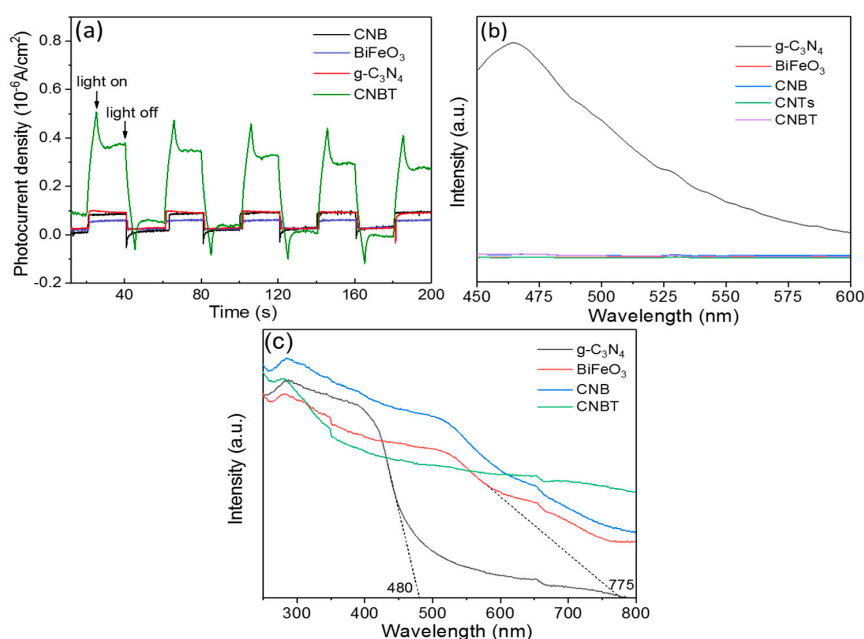 (a)
CNB
BiFeO₃
g-C₃N₄
CNBT
light on
light off
Photocurrent density (10⁻⁶A/cm²)
0.8
0.6
0.4
0.2
0.0
-0.2
40
80
120
160
200
Time (s)
(b)
g-C₃N₄
BiFeO₃
CNB
CNTs
CNBT
Intensity (a.u.)
450
475
500
525
550
575
600
Wavelength (nm)
(c)
g-C₃N₄
BiFeO₃
CNB
CNBT
Intensity (a.u.)
480
775
300
400
500
600
700
800
Wavelength (nm)